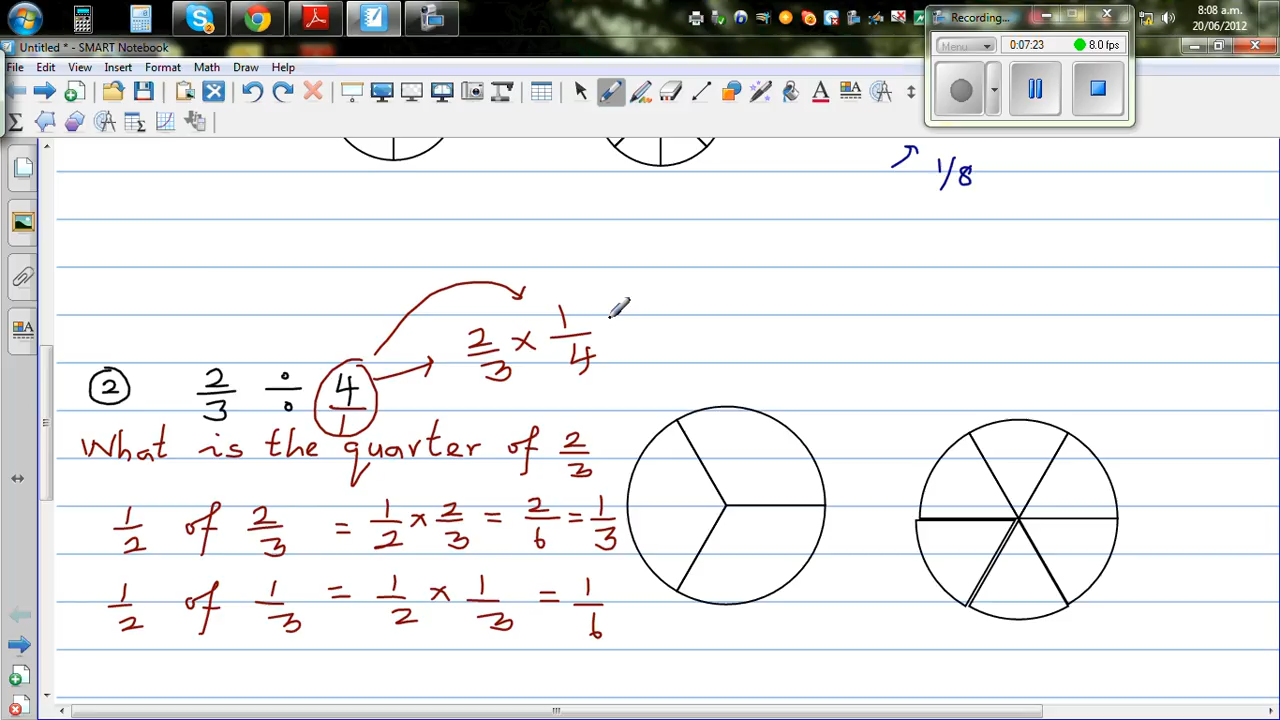 8:08 a.m.
20/06/2012
Recording...
Menu
0:07:23
8.0 fps
Untitled * - SMART Notebook
File Edit View Insert Format Math Draw Help
1/8
2/3 × 1/4
② 2/3 ÷ 4/1
What is the quarter of 2/3
1/2 of 2/3 = 1/2 × 2/3 = 2/6 = 1/3
1/2 of 1/3 = 1/2 × 1/3 = 1/6